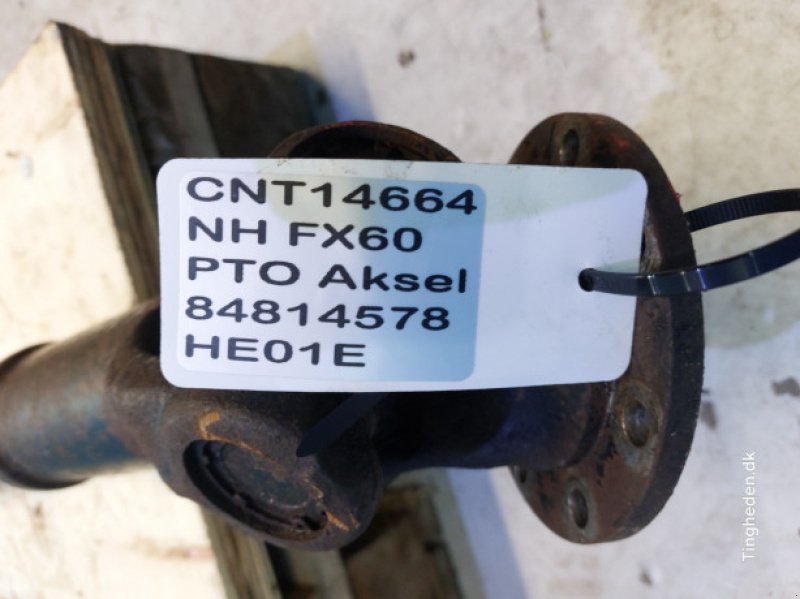 CNT14664
NH FX60
PTO Aksel
84814578
HE01E
Tingheden.dk